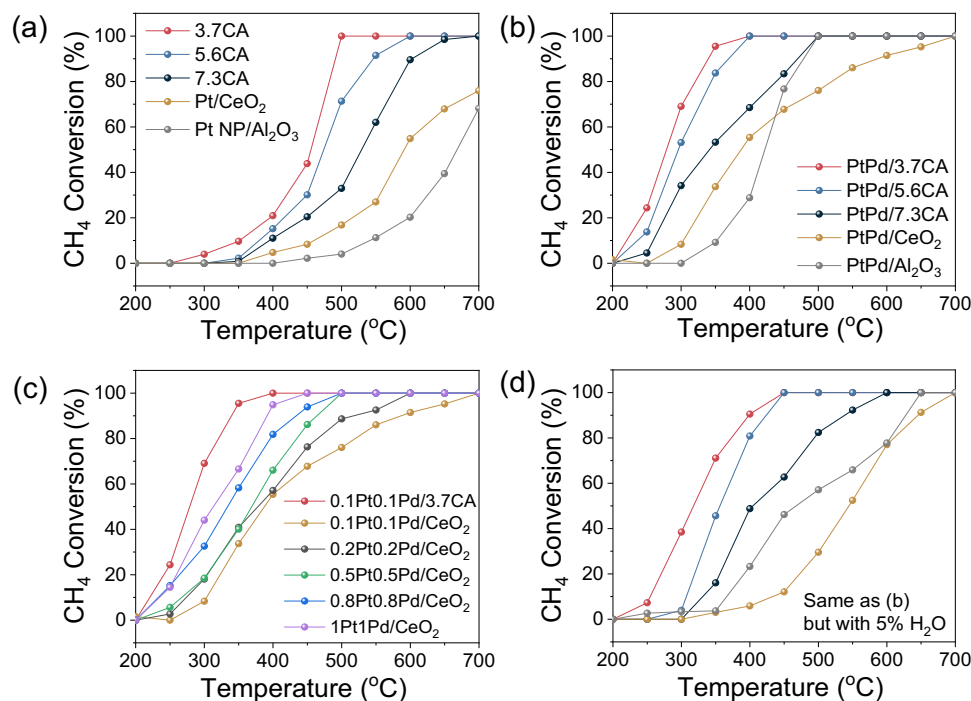 (a)
CH₄ Conversion (%)
100
80
60
40
20
0
3.7CA
5.6CA
7.3CA
Pt/CeO₂
Pt NP/Al₂O₃
200 300 400 500 600 700
Temperature (°C)
(b)
CH₄ Conversion (%)
100
80
60
40
20
0
PtPd/3.7CA
PtPd/5.6CA
PtPd/7.3CA
PtPd/CeO₂
PtPd/Al₂O₃
200 300 400 500 600 700
Temperature (°C)
(c)
CH₄ Conversion (%)
100
80
60
40
20
0
0.1Pt0.1Pd/3.7CA
0.1Pt0.1Pd/CeO₂
0.2Pt0.2Pd/CeO₂
0.5Pt0.5Pd/CeO₂
0.8Pt0.8Pd/CeO₂
1Pt1Pd/CeO₂
200 300 400 500 600 700
Temperature (°C)
(d)
CH₄ Conversion (%)
100
80
60
40
20
0
Same as (b)
but with 5% H₂O
200 300 400 500 600 700
Temperature (°C)